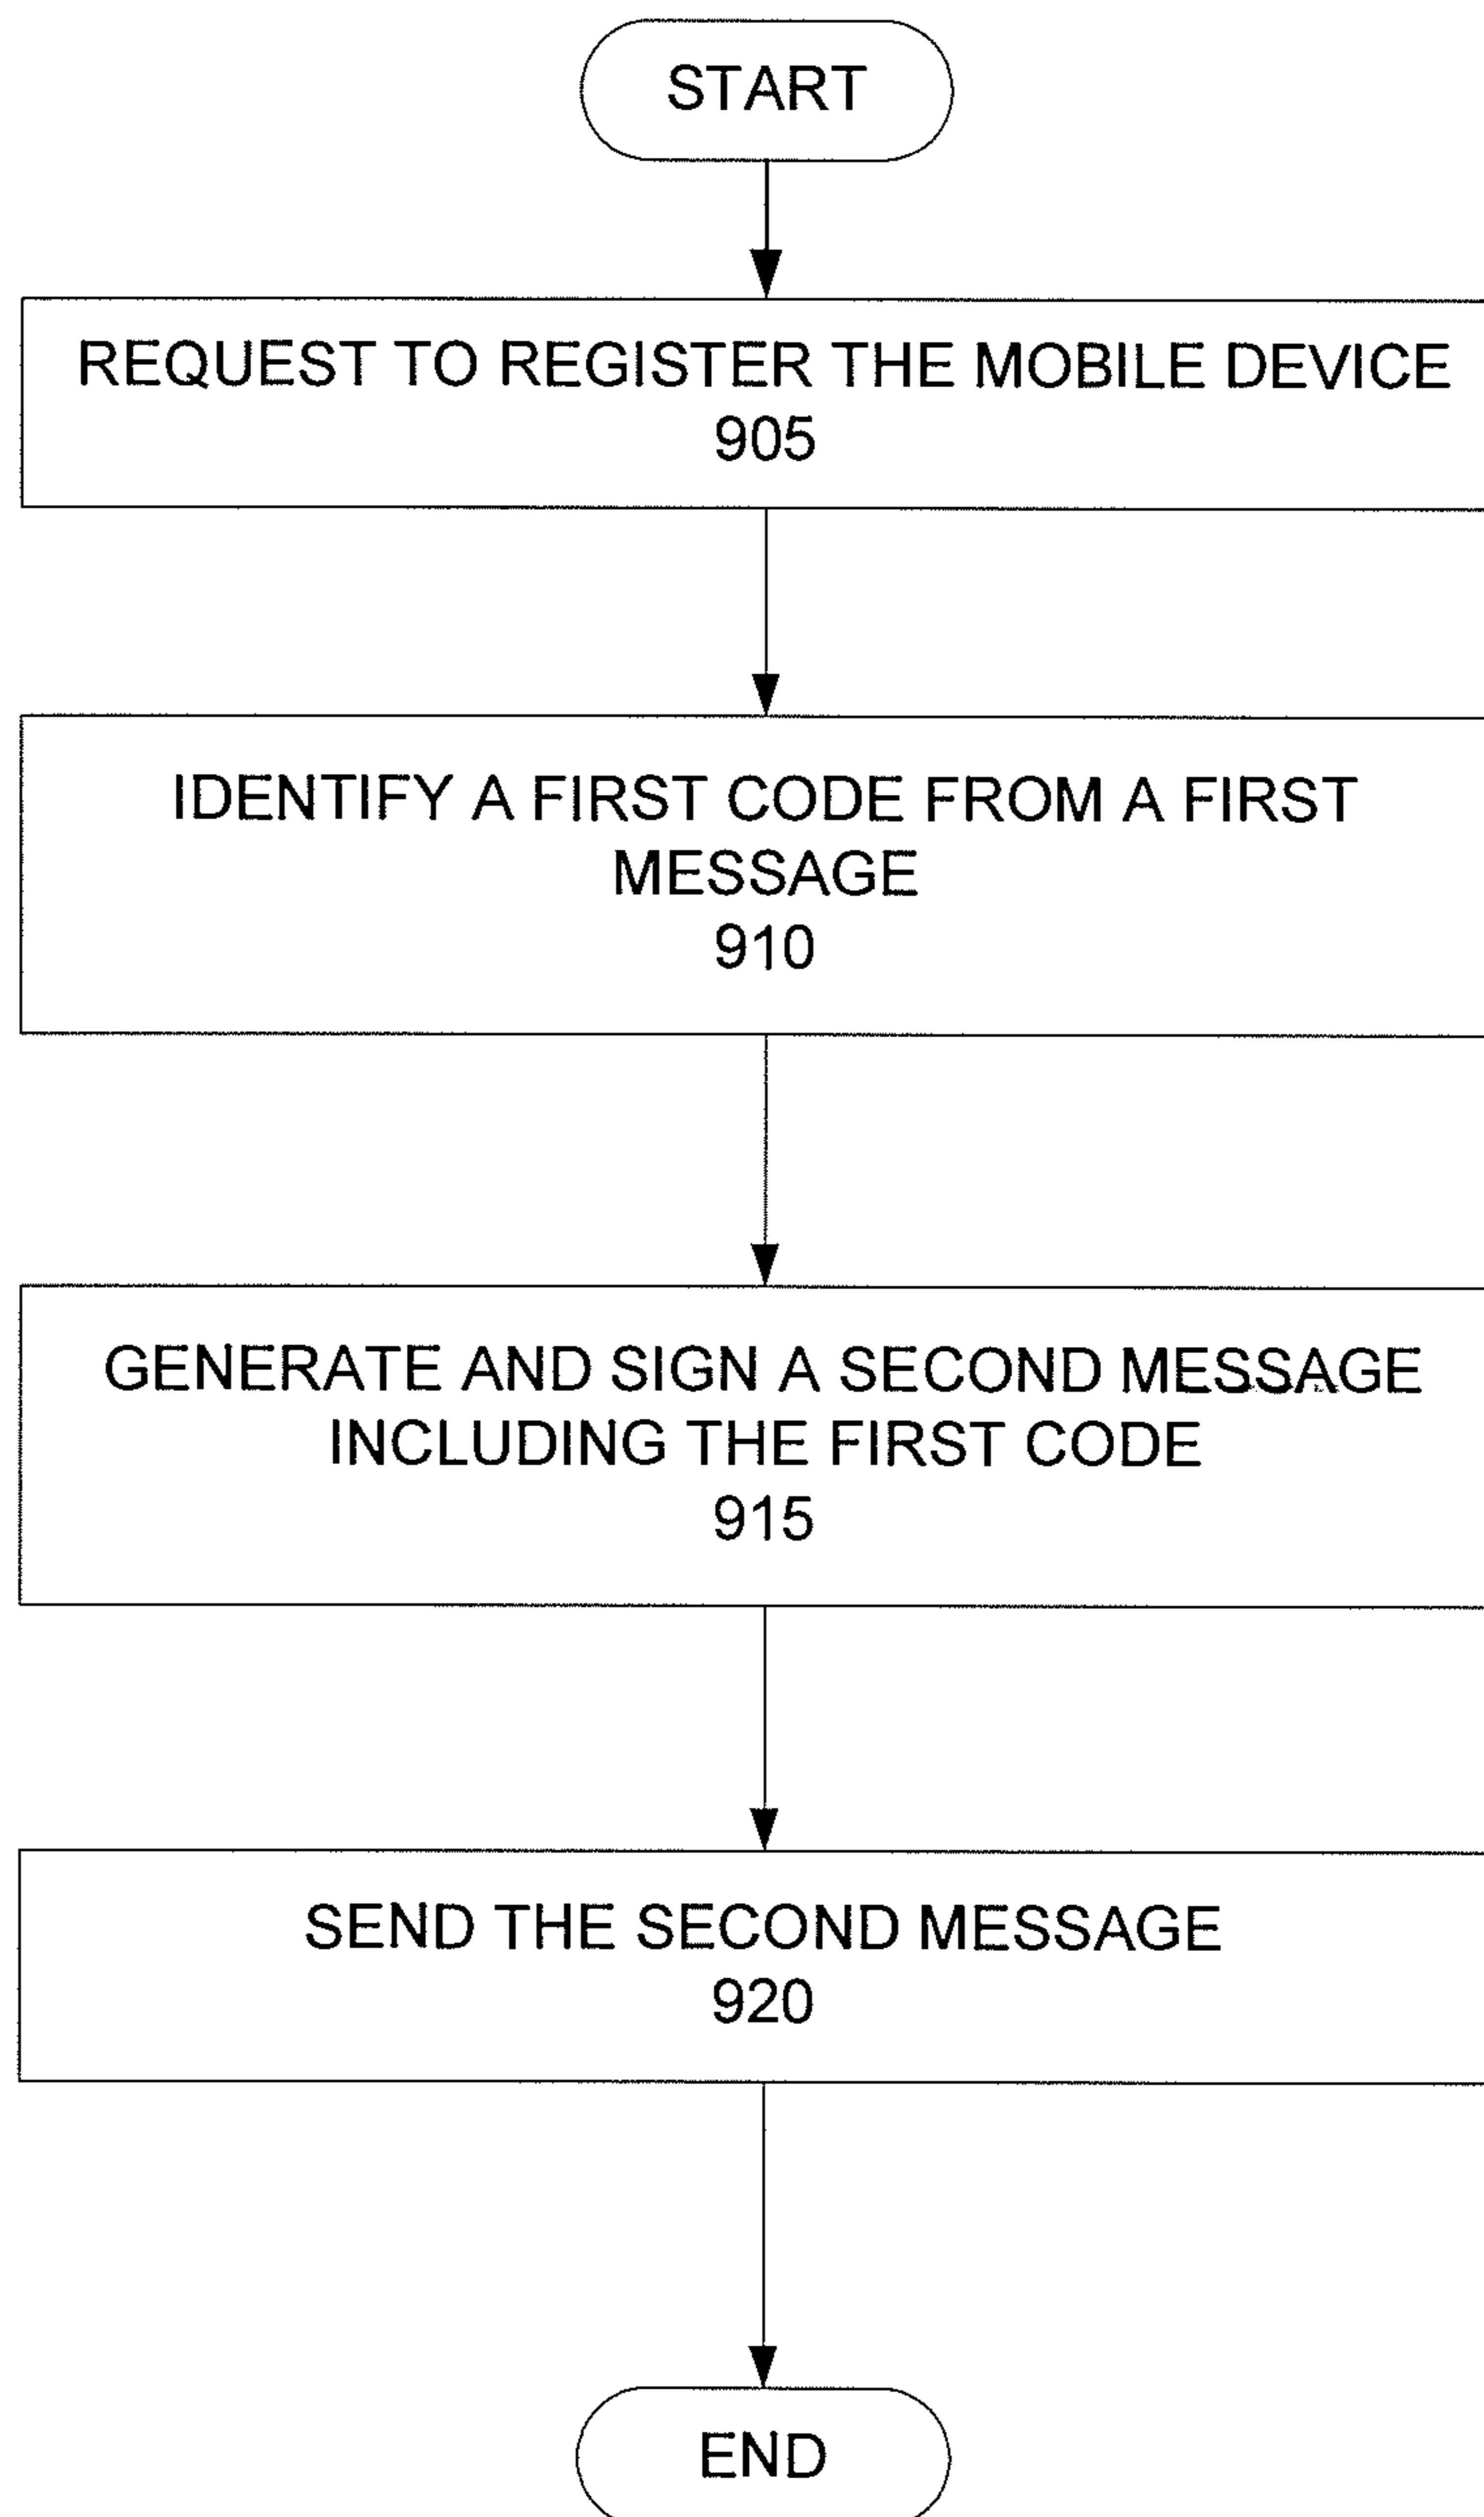 START
REQUEST TO REGISTER THE MOBILE DEVICE
905
IDENTIFY A FIRST CODE FROM A FIRST
MESSAGE
910
GENERATE AND SIGN A SECOND MESSAGE
INCLUDING THE FIRST CODE
915
SEND THE SECOND MESSAGE
920
END